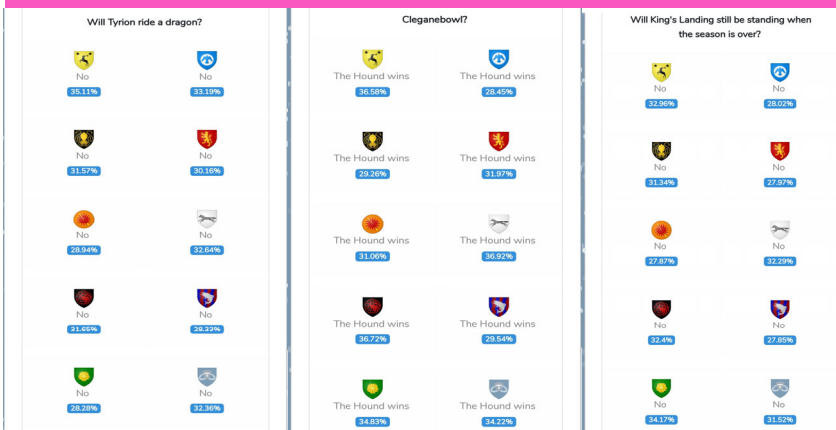 Will Tyrion ride a dragon?
No No
35.11% 33.19%
No No
31.57% 30.16%
No No
28.94% 32.64%
No No
31.65% 28.33%
No No
28.28% 32.36%
Cleganebowl?
The Hound wins The Hound wins
36.58% 28.45%
The Hound wins The Hound wins
29.26% 31.97%
The Hound wins The Hound wins
31.06% 36.92%
The Hound wins The Hound wins
36.72% 29.54%
The Hound wins The Hound wins
34.83% 34.22%
Will King's Landing still be standing when
the season is over?
No No
32.96% 28.02%
No No
31.34% 27.97%
No No
27.87% 32.29%
No No
32.4% 27.85%
No No
34.17% 31.52%